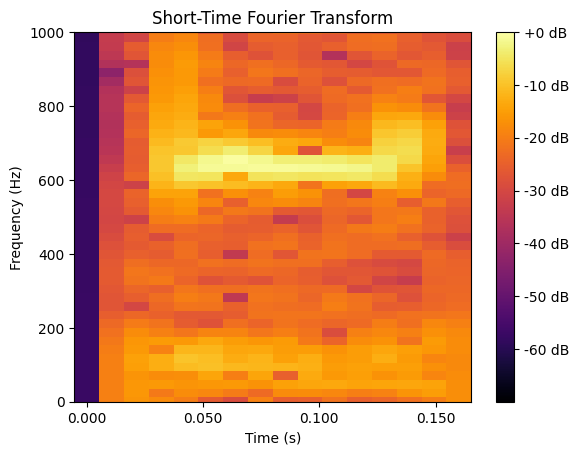 Short-Time Fourier Transform
1000
800
600
400
200
0
Frequency (Hz)
0.000
0.050
0.100
0.150
Time (s)
+0 dB
-10 dB
-20 dB
-30 dB
-40 dB
-50 dB
-60 dB